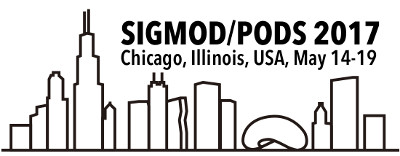 SIGMOD/PODS 2017
Chicago, Illinois, USA, May 14-19